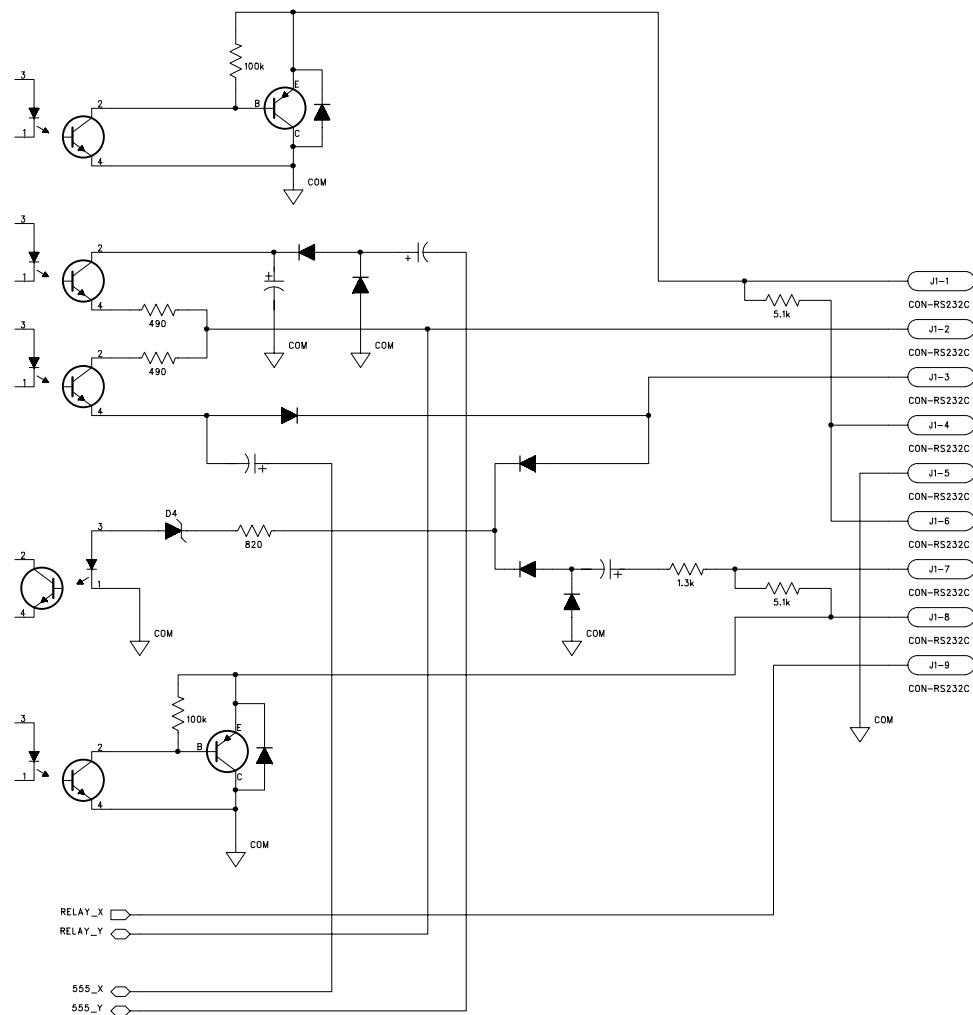 100k
3
E
2
B
1
C
4
COM
3
2
+
1
+
4
490
COM
COM
3
490
2
1
4
+
D4
3
820
2
1
4
COM
+
1.3k
COM
5.1k
5.1k
J1-1
CON-RS232C
J1-2
CON-RS232C
J1-3
CON-RS232C
J1-4
CON-RS232C
J1-5
CON-RS232C
J1-6
CON-RS232C
J1-7
CON-RS232C
J1-8
CON-RS232C
J1-9
CON-RS232C
COM
100k
3
E
2
B
1
C
4
COM
RELAY_X
RELAY_Y
555_X
555_Y